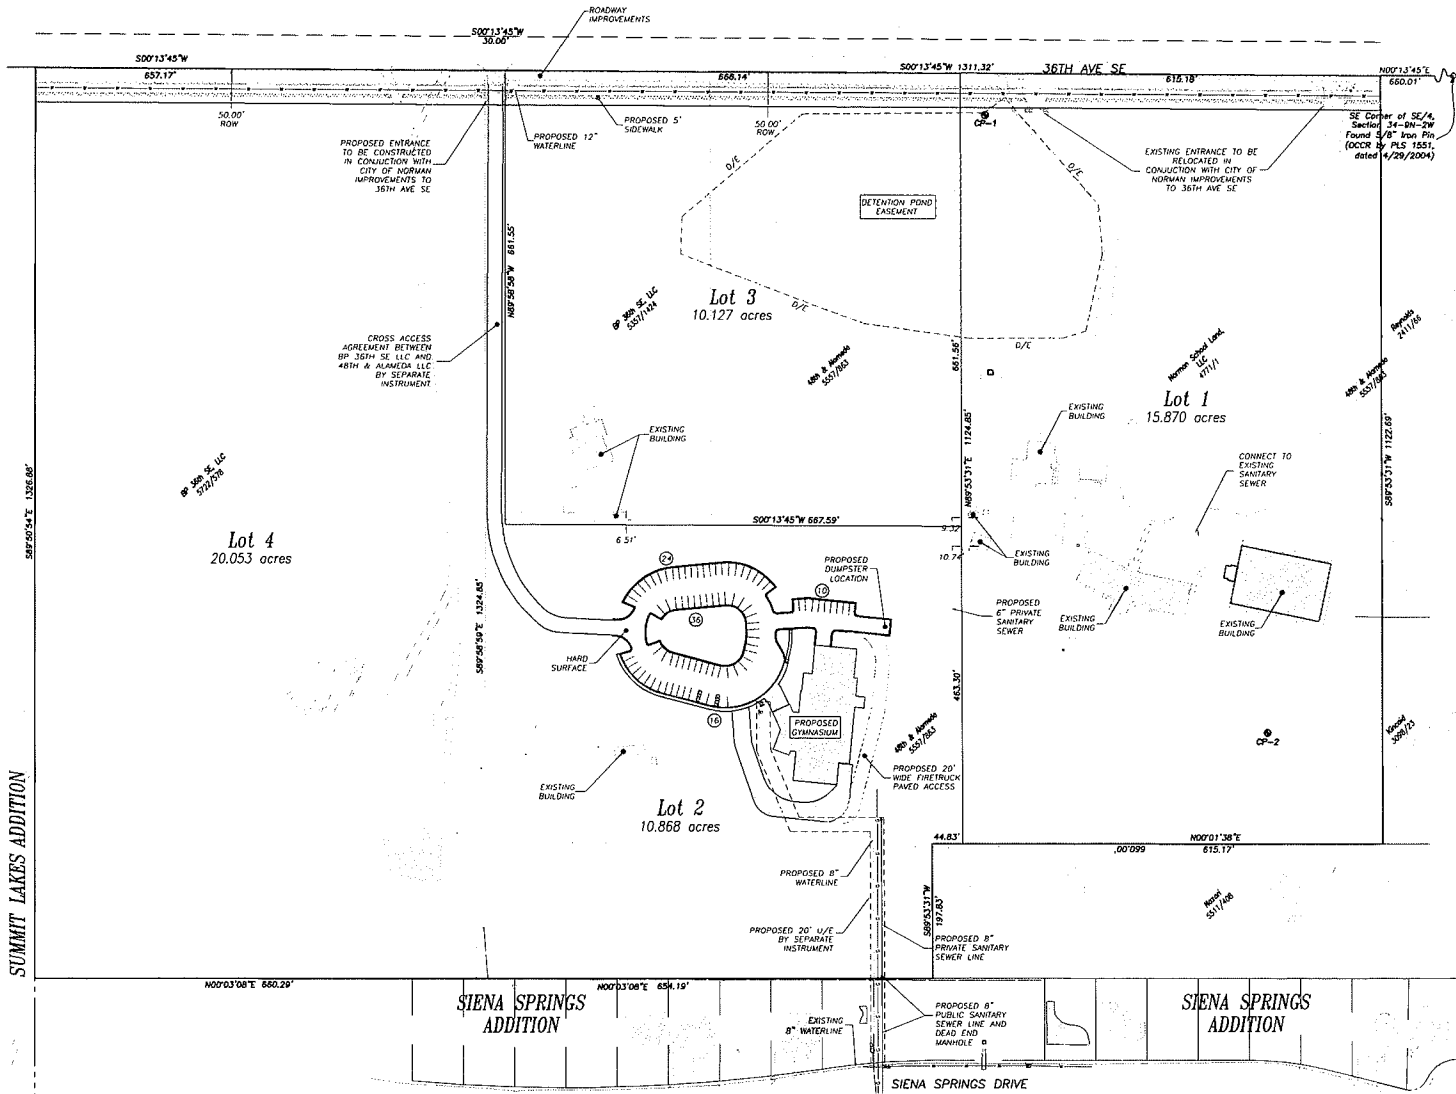 ROADWAY
IMPROVEMENTS
S00°13'45"W
30.00'
S00°13'45"W
657.17'
668.14'
S00°13'45"W 1311.32'
36TH AVE SE
615.18'
N00°13'45"E
660.01'
50.00'
ROW
50.00'
ROW
PROPOSED 5'
SIDEWALK
PROPOSED 12"
WATERLINE
CP-1
SE Corner of SE/4,
Section 34-9N-2W
Found 5/8" Iron Pin
(OCCR by PLS 1551,
dated 4/29/2004)
PROPOSED ENTRANCE
TO BE CONSTRUCTED
IN CONJUCTION WITH
CITY OF NORMAN
IMPROVEMENTS TO
36TH AVE SE
EXISTING ENTRANCE TO BE
RELOCATED IN
CONJUCTION WITH CITY OF
NORMAN IMPROVEMENTS
TO 36TH AVE SE
D/E
D/E
DETENTION POND
EASEMENT
N89°58'58"W 661.55'
Lot 3
10.127 acres
BP 36th SE, LLC
5357/1424
D/E
D/E
CROSS ACCESS
AGREEMENT BETWEEN
BP 36TH SE LLC AND
48TH & ALAMEDA LLC
BY SEPARATE
INSTRUMENT
48th & Alameda
5557/863
661.56'
Norman School Land,
LLC
4771/1
Reynolds
2411/66
48th & Alameda
5557/863
Lot 1
15.870 acres
EXISTING
BUILDING
EXISTING
BUILDING
N89°53'31"E 1124.85'
CONNECT TO
EXISTING
SANITARY
SEWER
S89°53'31"W 1122.69'
BP 36th SE, LLC
5722/578
S89°50'54"E 1326.88'
Lot 4
20.053 acres
S00°13'45"W 667.59'
6.51'
9.32'
10.74'
EXISTING
BUILDING
24
36
10
16
PROPOSED
DUMPSTER
LOCATION
PROPOSED
6" PRIVATE
SANITARY
SEWER
EXISTING
BUILDING
EXISTING
BUILDING
S89°58'59"E 1324.85'
HARD
SURFACE
463.30'
PROPOSED
GYMNASIUM
48th & Alameda
5557/863
CP-2
Kincaid
3098/23
EXISTING
BUILDING
PROPOSED 20'
WIDE FIRETRUCK
PAVED ACCESS
Lot 2
10.868 acres
44.83'
N00°01'38"E
660.00'
615.17'
PROPOSED 8"
WATERLINE
S89°53'31"W
197.83'
5511/406
PROPOSED 20' U/E
BY SEPARATE
INSTRUMENT
PROPOSED 8"
PRIVATE SANITARY
SEWER LINE
SUMMIT LAKES ADDITION
N00°03'08"E 660.29'
N00°03'08"E 654.19'
SIENA SPRINGS
ADDITION
EXISTING
8" WATERLINE
PROPOSED 8"
PUBLIC SANITARY
SEWER LINE AND
DEAD END
MANHOLE
SIENA SPRINGS
ADDITION
SIENA SPRINGS DRIVE